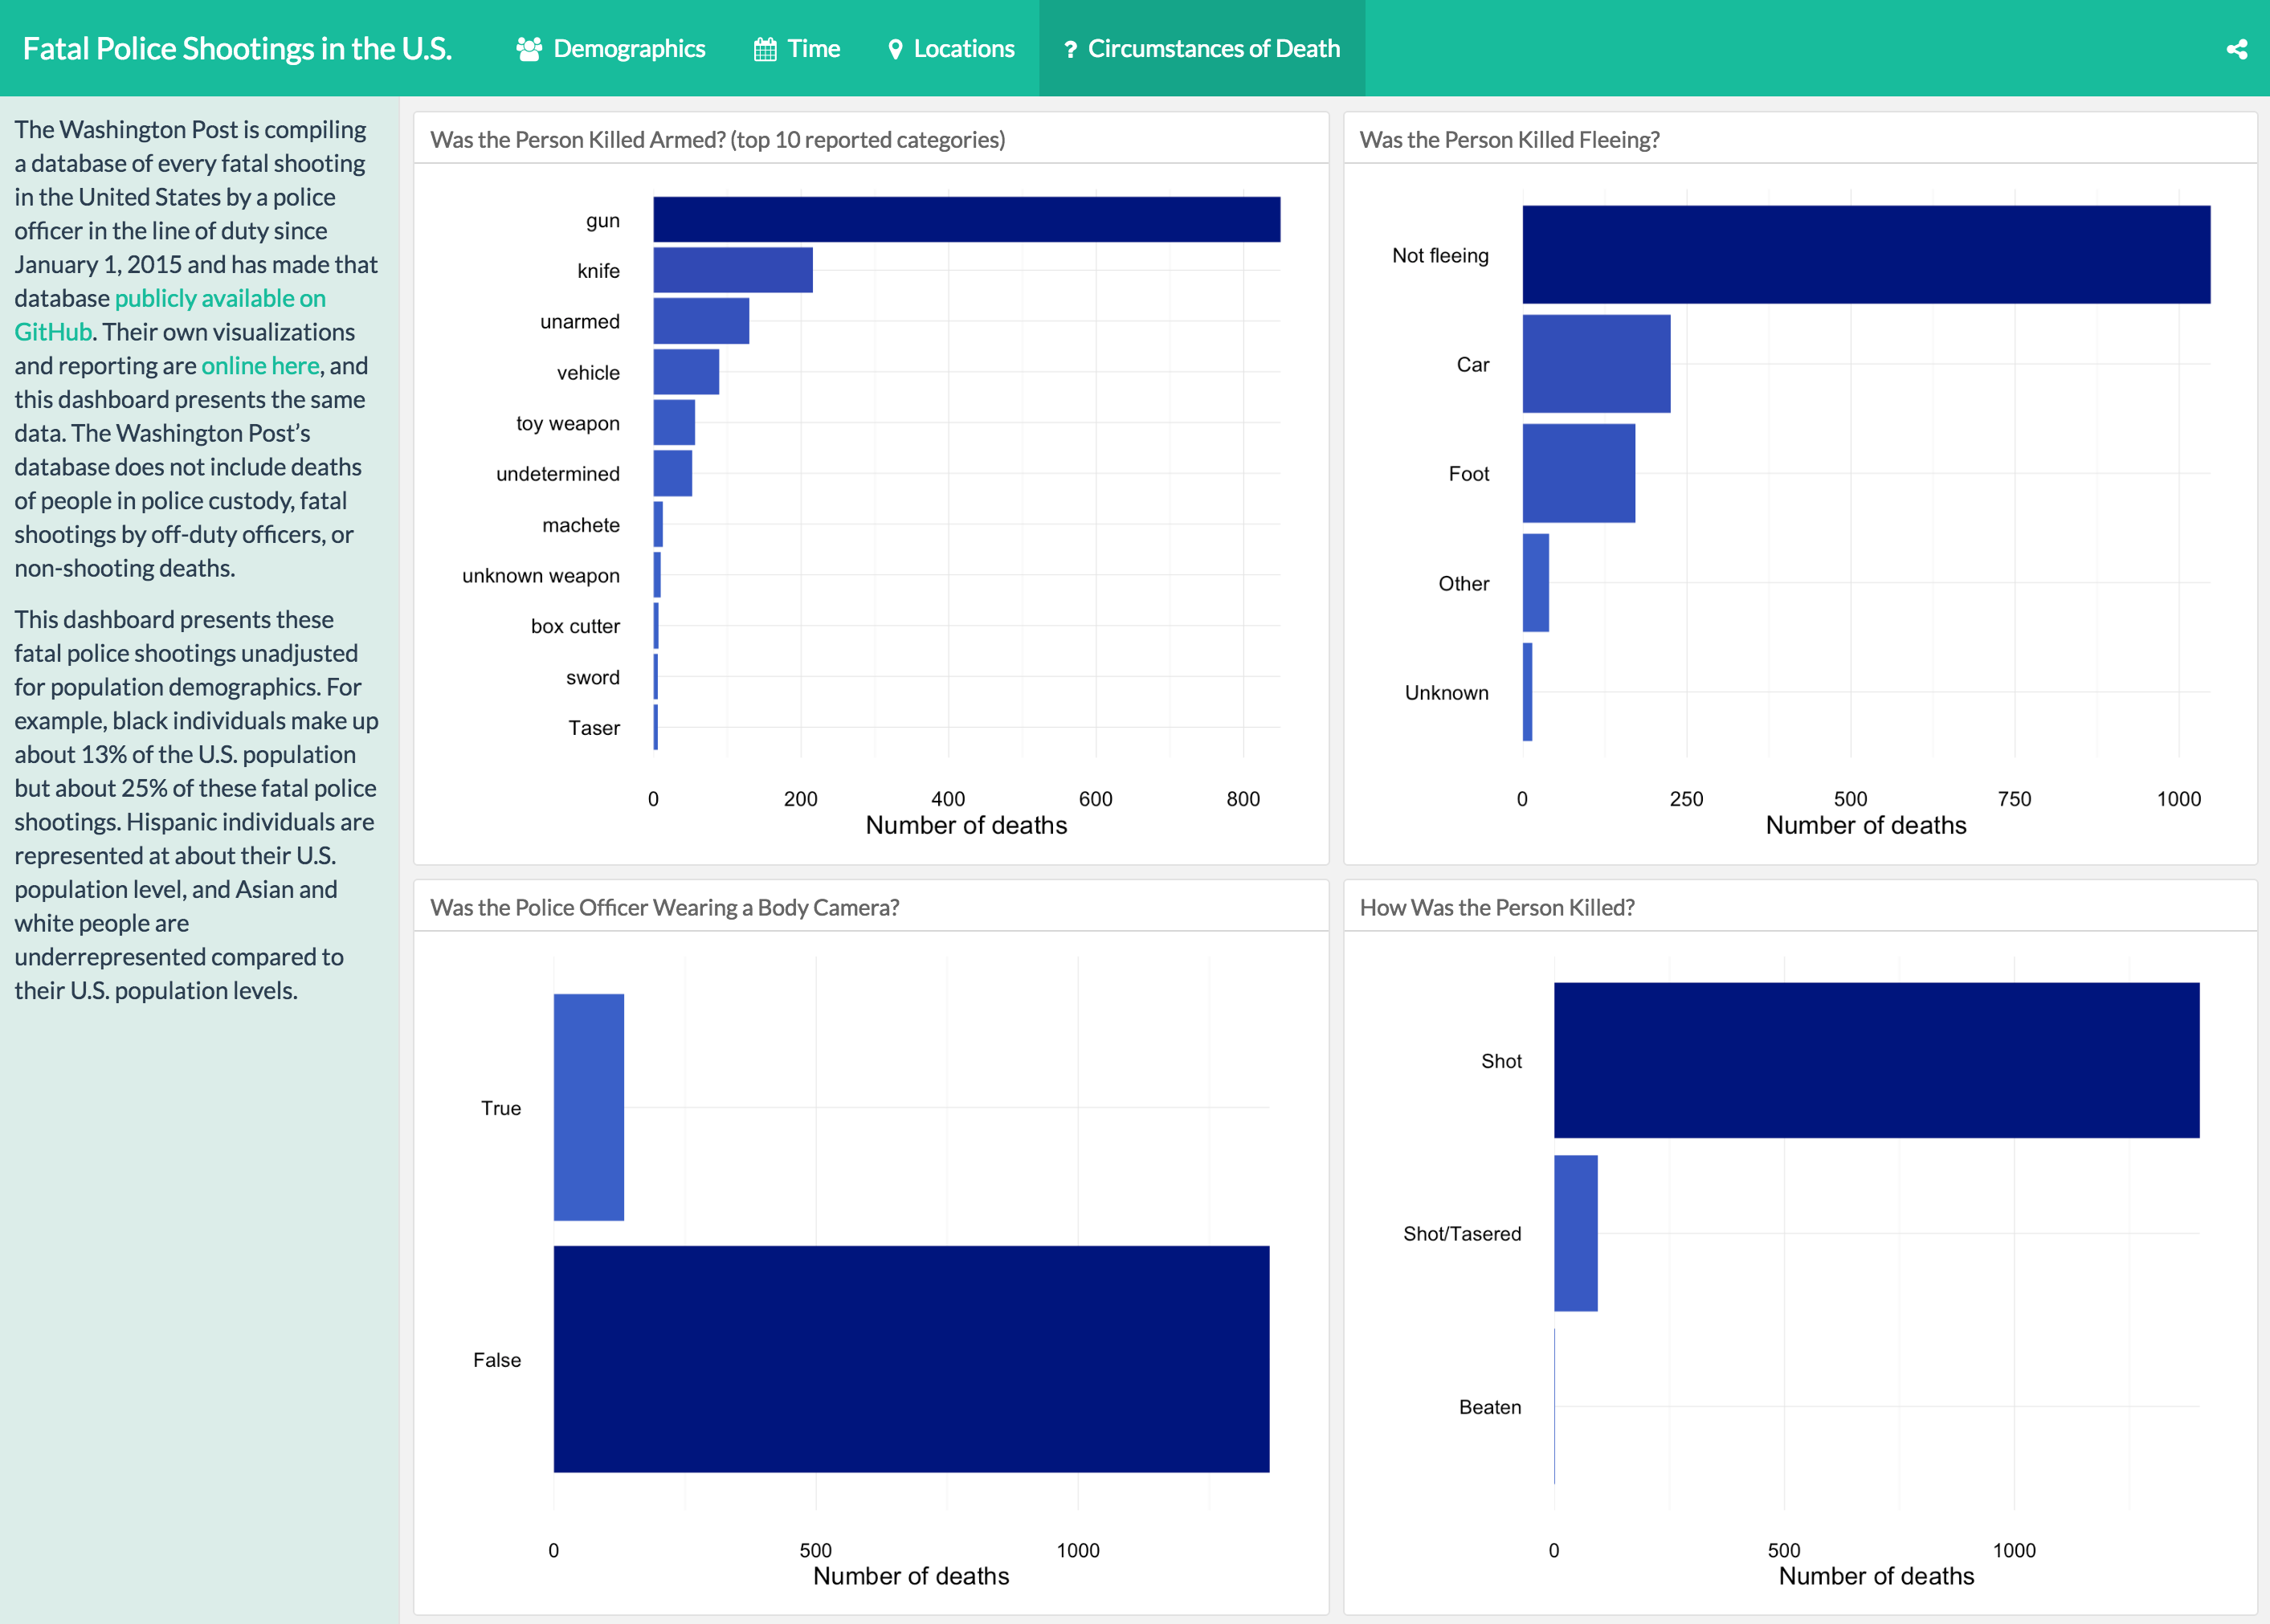 Fatal Police Shootings in the U.S.
Demographics
Time
Locations
? Circumstances of Death
The Washington Post is compiling
a database of every fatal shooting
in the United States by a police
officer in the line of duty since
January 1, 2015 and has made that
database publicly available on
GitHub. Their own visualizations
and reporting are online here, and
this dashboard presents the same
data. The Washington Post’s
database does not include deaths
of people in police custody, fatal
shootings by off-duty officers, or
non-shooting deaths.
This dashboard presents these
fatal police shootings unadjusted
for population demographics. For
example, black individuals make up
about 13% of the U.S. population
but about 25% of these fatal police
shootings. Hispanic individuals are
represented at about their U.S.
population level, and Asian and
white people are
underrepresented compared to
their U.S. population levels.
Was the Person Killed Armed? (top 10 reported categories)
gun
knife
unarmed
vehicle
toy weapon
undetermined
machete
unknown weapon
box cutter
sword
Taser
0 200 400 600 800
Number of deaths
Was the Person Killed Fleeing?
Not fleeing
Car
Foot
Other
Unknown
0 250 500 750 1000
Number of deaths
Was the Police Officer Wearing a Body Camera?
True
False
0 500 1000
Number of deaths
How Was the Person Killed?
Shot
Shot/Tasered
Beaten
0 500 1000
Number of deaths